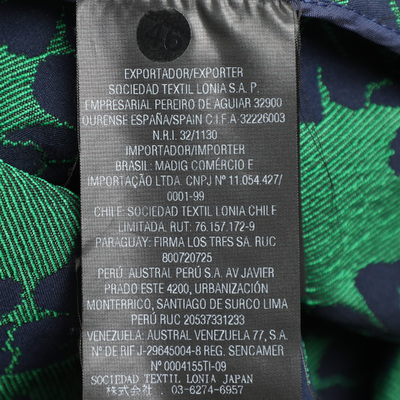 EXPORTADOR/EXPORTER
SOCIEDAD TEXTIL LONIA S.A. P.
EMPRESARIAL PEREIRO DE AGUIAR 32900
OURENSE ESPAÑA/SPAIN C.I.F.A-32226003
N.R.I. 32/1130
IMPORTADOR/IMPORTER
BRASIL: MADIG COMÉRCIO E
IMPORTAÇÃO LTDA. CNPJ Nº 11.054.427/
0001-99
CHILE: SOCIEDAD TEXTIL LONIA CHILE
LIMITADA. RUT: 76.157.172-9
PARAGUAY: FIRMA LOS TRES SA. RUC
800720725
PERÚ: AUSTRAL PERÚ S.A. AV JAVIER
PRADO ESTE 4200, URBANIZACIÓN
MONTERRICO, SANTIAGO DE SURCO LIMA
PERÚ RUC 20537331233
VENEZUELA: AUSTRAL VENEZUELA 77, S.A.
Nº DE RIF J-29645004-8 REG. SENCAMER
Nº 0004155TI-09
SOCIEDAD TEXTIL LONIA JAPAN
株式会社. 03-6274-6957